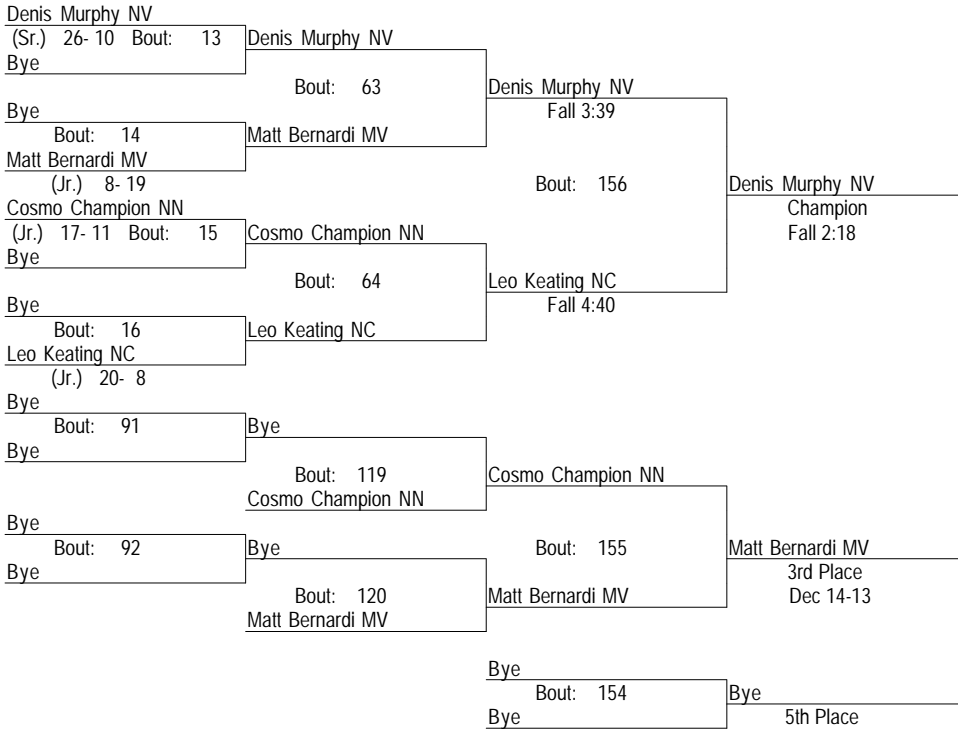 Denis Murphy NV
(Sr.) 26- 10 Bout: 13 Denis Murphy NV
Bye
Bout: 63 Denis Murphy NV
Bye Fall 3:39
Bout: 14 Matt Bernardi MV
Matt Bernardi MV
(Jr.) 8- 19 Bout: 156 Denis Murphy NV
Cosmo Champion NN Champion
(Jr.) 17- 11 Bout: 15 Cosmo Champion NN Fall 2:18
Bye
Bout: 64 Leo Keating NC
Bye Fall 4:40
Bout: 16 Leo Keating NC
Leo Keating NC
(Jr.) 20- 8
Bye
Bout: 91 Bye
Bye
Bout: 119 Cosmo Champion NN
Cosmo Champion NN
Bye
Bout: 92 Bye Bout: 155 Matt Bernardi MV
Bye 3rd Place
Bout: 120 Matt Bernardi MV Dec 14-13
Matt Bernardi MV
Bye
Bout: 154 Bye
Bye 5th Place